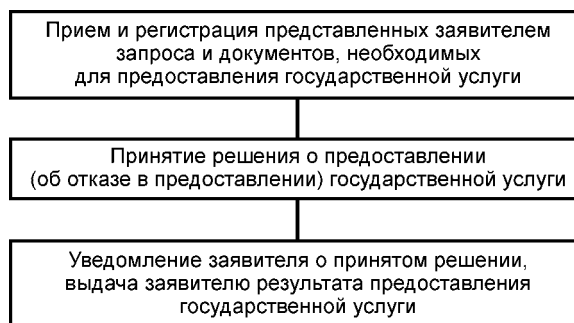 Прием и регистрация представленных заявителем
запроса и документов, необходимых
для предоставления государственной услуги
Принятие решения о предоставлении
(об отказе в предоставлении) государственной услуги
Уведомление заявителя о принятом решении,
выдача заявителю результата предоставления
государственной услуги